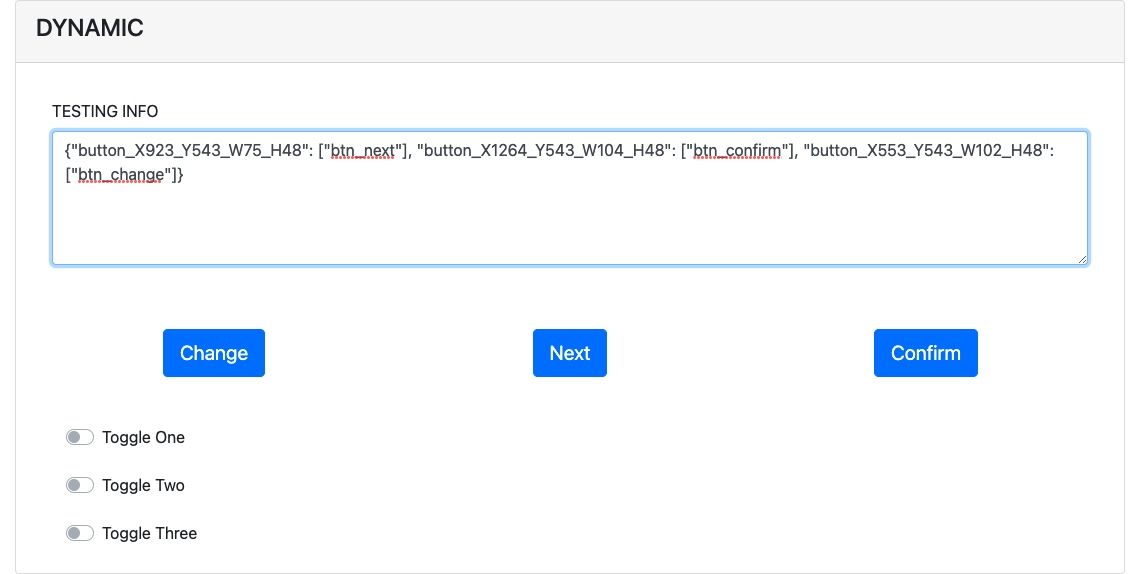 DYNAMIC
TESTING INFO
{"button_X923_Y543_W75_H48": ["btn_next"], "button_X1264_Y543_W104_H48": ["btn_confirm"], "button_X553_Y543_W102_H48":
["btn_change"]}
Change Next Confirm
Toggle One
Toggle Two
Toggle Three